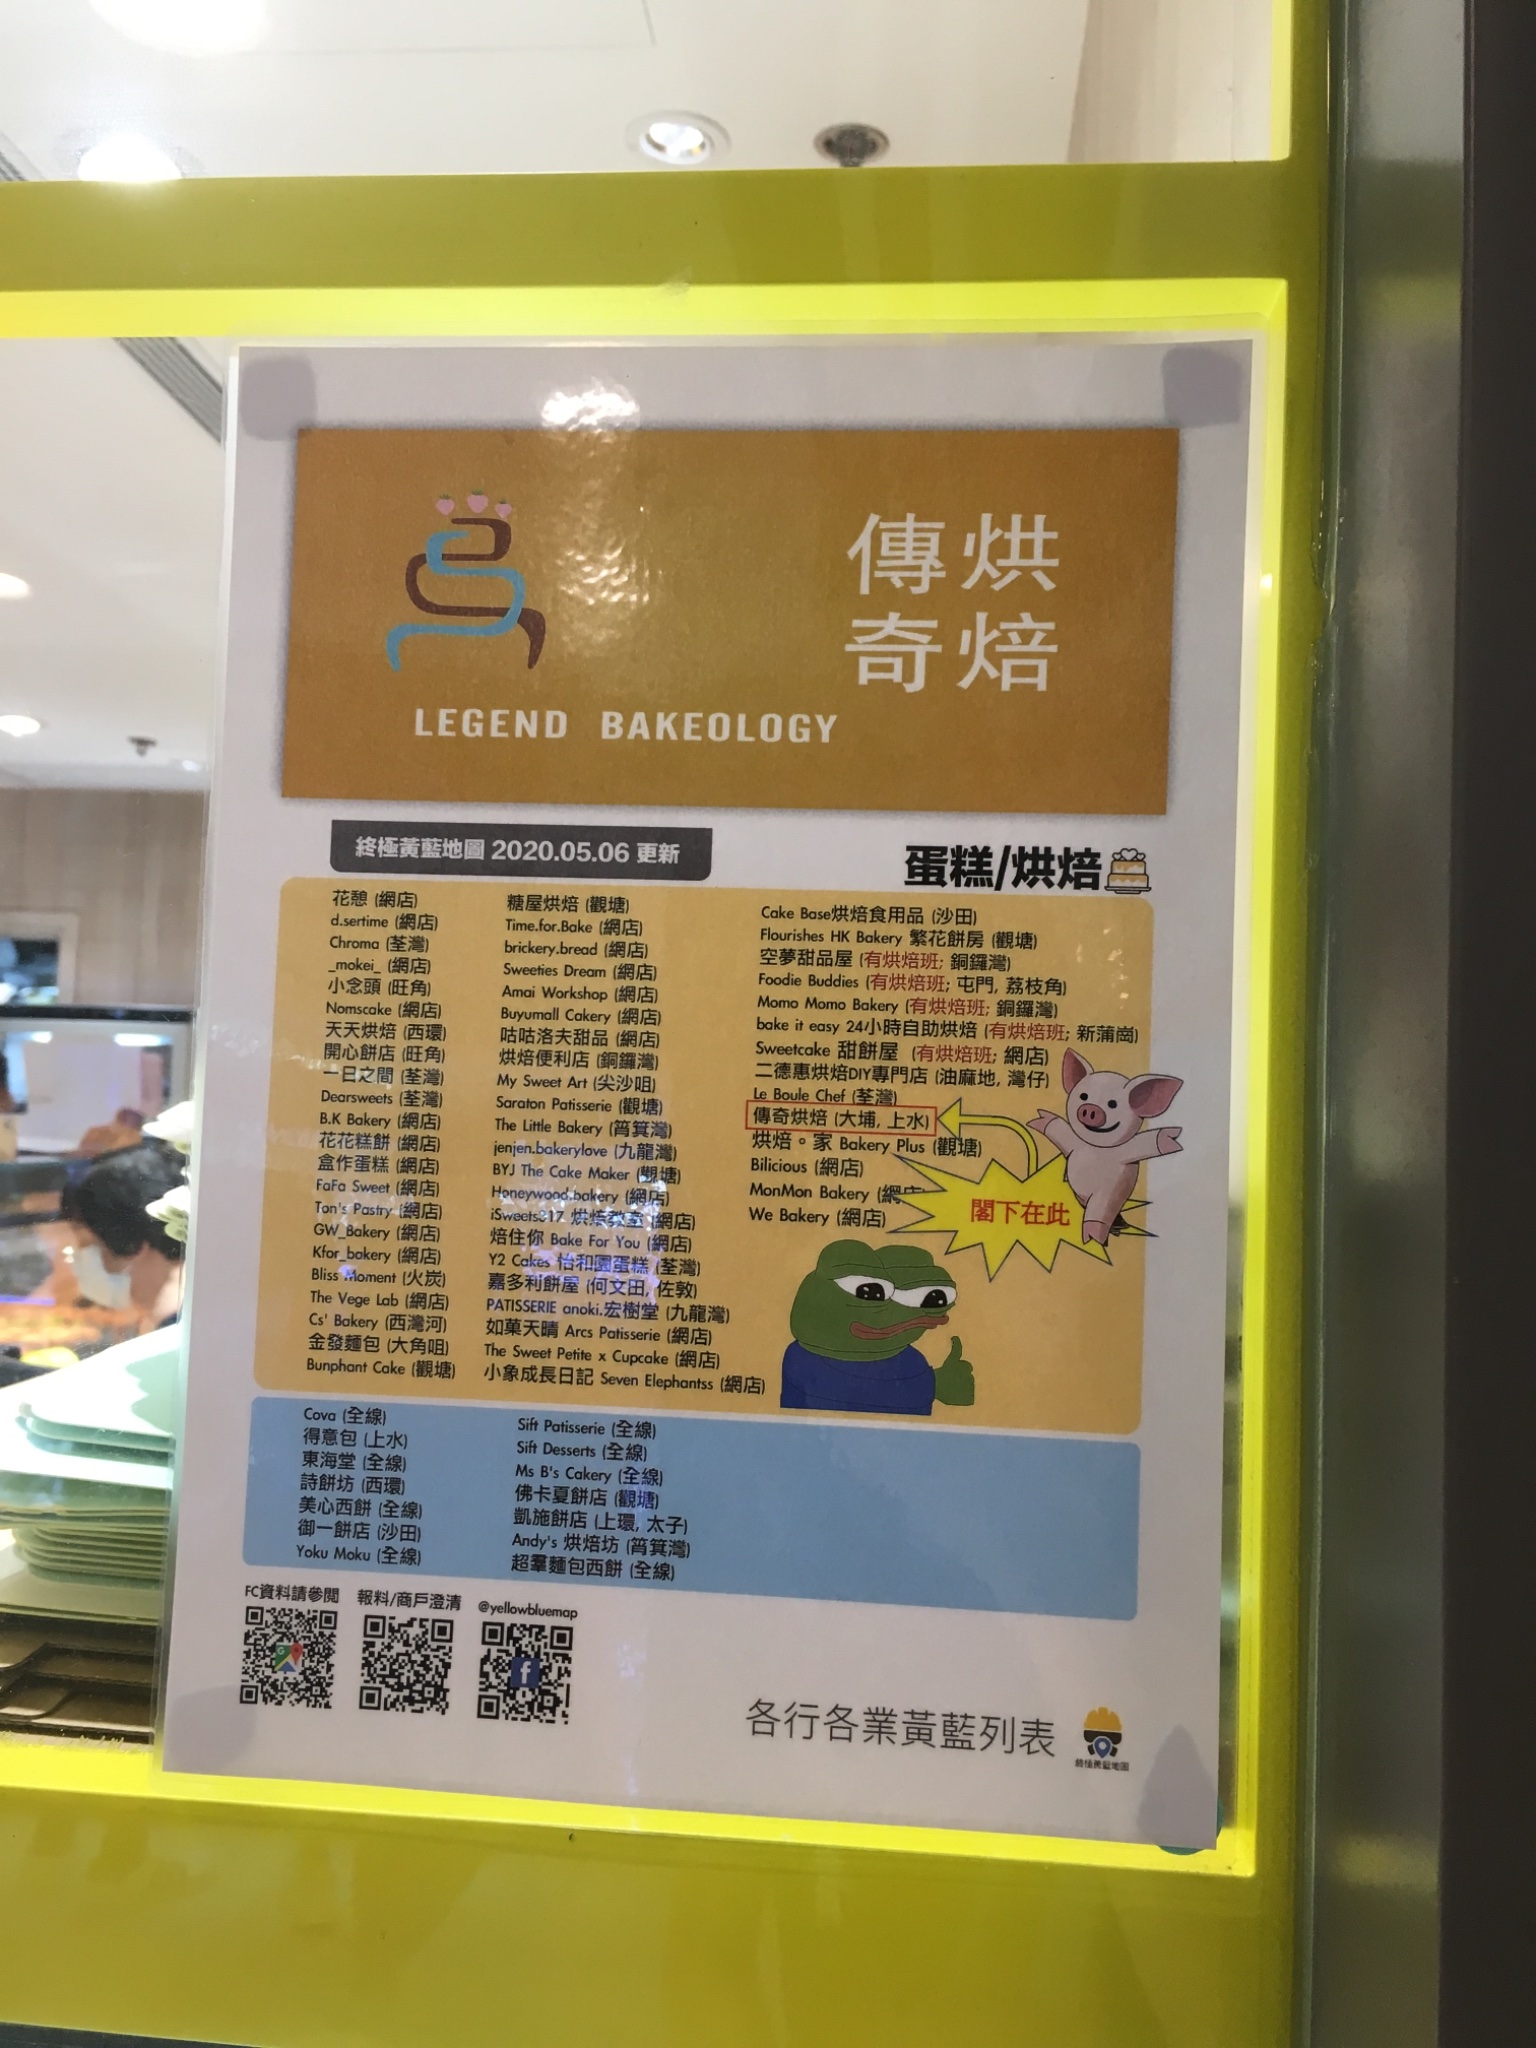 傳烘
奇焙
LEGEND BAKEOLOGY
終極黃藍地圖 2020.05.06 更新
蛋糕/烘焙
花憩 (網店)
d.sertime (網店)
Chroma (荃灣)
_mokei_ (網店)
小念頭 (旺角)
Nomscake (網店)
天天烘焙 (西環)
開心餅店 (旺角)
一日之間 (荃灣)
Dearsweets (荃灣)
B.K Bakery (網店)
花花糕餅 (網店)
盒作蛋糕 (網店)
FaFa Sweet (網店)
Ton's Pastry (網店)
GW_Bakery (網店)
Kfor_bakery (網店)
Bliss Moment (火炭)
The Vege Lab (網店)
Cs' Bakery (西灣河)
金發麵包 (大角咀)
Bunphant Cake (觀塘)
糖屋烘焙 (觀塘)
Time.for.Bake (網店)
brickery.bread (網店)
Sweeties Dream (網店)
Amai Workshop (網店)
Buyumall Cakery (網店)
咕咕洛夫甜品 (網店)
烘焙便利店 (銅鑼灣)
My Sweet Art (尖沙咀)
Saraton Patisserie (觀塘)
The Little Bakery (筲箕灣)
jenjen.bakerylove (九龍灣)
BYJ The Cake Maker (觀塘)
Honeywood.bakery (網店)
iSweets317 烘焙教室 (網店)
焙住你 Bake For You (網店)
Y2 Cakes 怡和園蛋糕 (荃灣)
嘉多利餅屋 (何文田, 佐敦)
PATISSERIE anoki.宏樹堂 (九龍灣)
如菓天晴 Arcs Patisserie (網店)
The Sweet Petite x Cupcake (網店)
小象成長日記 Seven Elephantss (網店)
Cake Base烘焙食用品 (沙田)
Flourishes HK Bakery 繁花餅房 (觀塘)
空夢甜品屋 (有烘焙班; 銅鑼灣)
Foodie Buddies (有烘焙班; 屯門, 荔枝角)
Momo Momo Bakery (有烘焙班; 銅鑼灣)
bake it easy 24小時自助烘焙 (有烘焙班; 新蒲崗)
Sweetcake 甜餅屋 (有烘焙班; 網店)
二德惠烘焙DIY專門店 (油麻地, 灣仔)
Le Boule Chef (荃灣)
傳奇烘焙 (大埔, 上水)
烘焙。家 Bakery Plus (觀塘)
Bilicious (網店)
MonMon Bakery (網店
We Bakery (網店)
閣下在此
Cova (全線)
得意包 (上水)
東海堂 (全線)
詩餅坊 (西環)
美心西餅 (全線)
御一餅店 (沙田)
Yoku Moku (全線)
Sift Patisserie (全線)
Sift Desserts (全線)
Ms B's Cakery (全線)
佛卡夏餅店 (觀塘)
凱施餅店 (上環, 太子)
Andy's 烘焙坊 (筲箕灣)
超羣麵包西餅 (全線)
FC資料請參閱
報料/商戶澄清
@yellowbluemap
各行各業黃藍列表
終極黃藍地圖